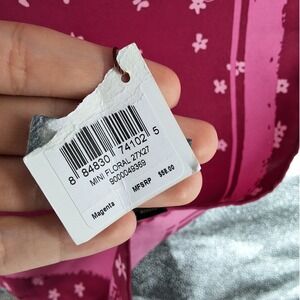 8 84830 74102 5
MINI FLORAL 27X27
9000049369
Magenta MFSRP $58.00